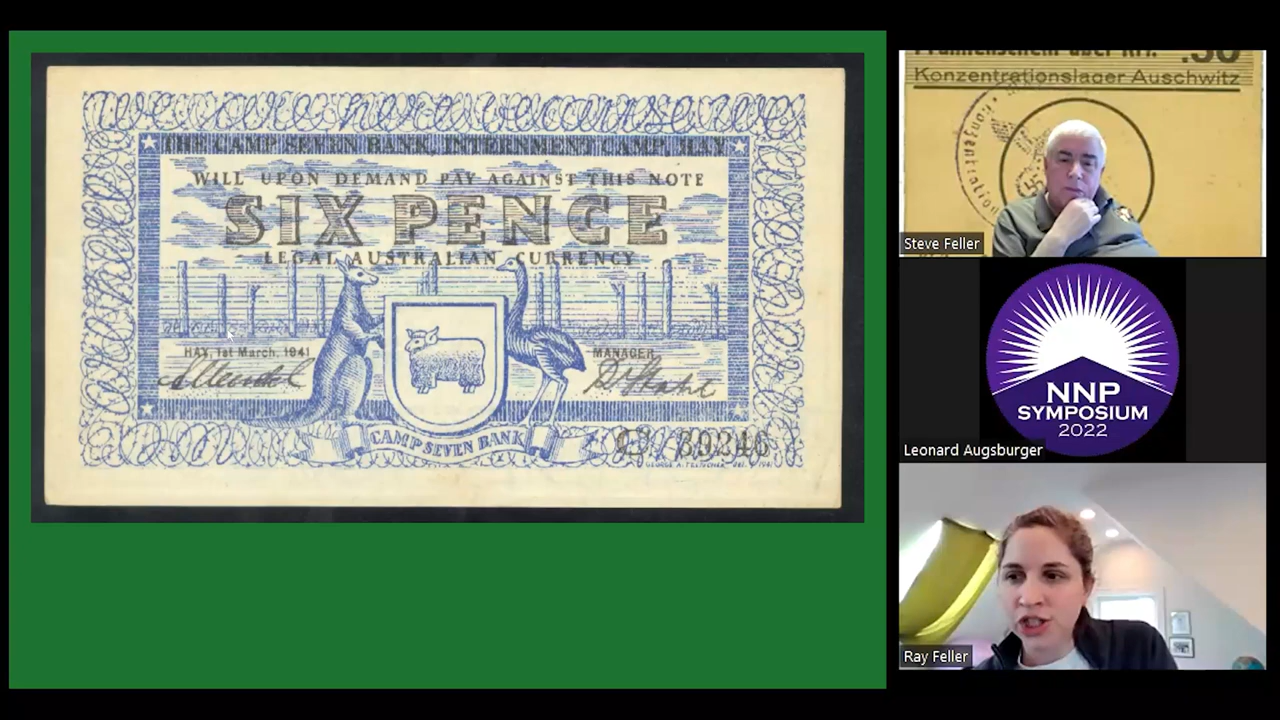 THE CAMP SEVEN BANK, INTERNMENT CAMP, HAY
WILL UPON DEMAND PAY AGAINST THIS NOTE
SIX PENCE
LEGAL AUSTRALIAN CURRENCY
HAY, 1st March, 1941
MANAGER
CAMP SEVEN BANK
.50
Konzentrationslager Auschwitz
Steve Feller
NNP
SYMPOSIUM
2022
Leonard Augsburger
Ray Feller